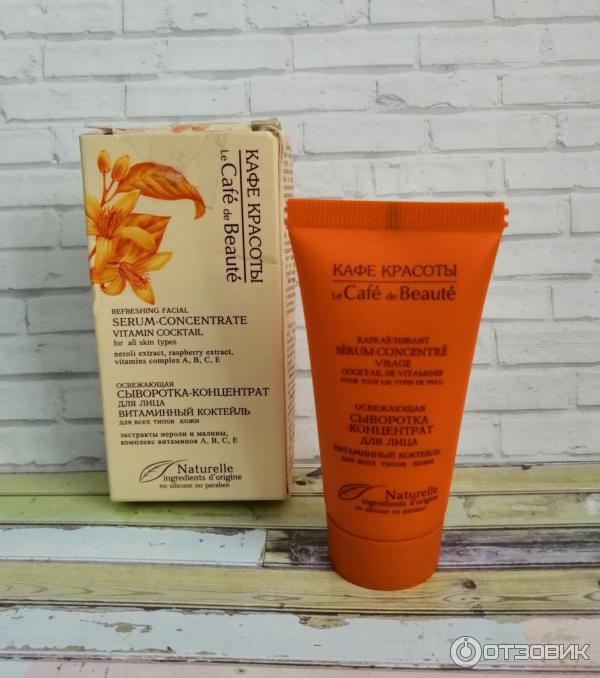 КАФЕ КРАСОТЫ
Le Café de Beauté
REFRESHING FACIAL
SERUM-CONCENTRATE
VITAMIN COCKTAIL
for all skin types
neroli extract, raspberry extract,
vitamins complex A, B, C, E
ОСВЕЖАЮЩАЯ
СЫВОРОТКА-КОНЦЕНТРАТ
ДЛЯ ЛИЦА
ВИТАМИННЫЙ КОКТЕЙЛЬ
для всех типов кожи
экстракты нероли и малины,
комплекс витаминов А, В, С, Е
Naturelle
ingredients d'origine
no silicone no paraben
КАФЕ КРАСОТЫ
Le Café de Beauté
RAFRAÎCHISSANT
SÉRUM-CONCENTRÉ
VISAGE
COCKTAIL DE VITAMINES
POUR TOUS LES TYPES DE PEAU
ОСВЕЖАЮЩАЯ
СЫВОРОТКА
-КОНЦЕНТРАТ
ДЛЯ ЛИЦА
ВИТАМИННЫЙ КОКТЕЙЛЬ
ДЛЯ ВСЕХ ТИПОВ КОЖИ
Naturelle
ingredients d'origine
no silicone no paraben
ОТЗОВИК